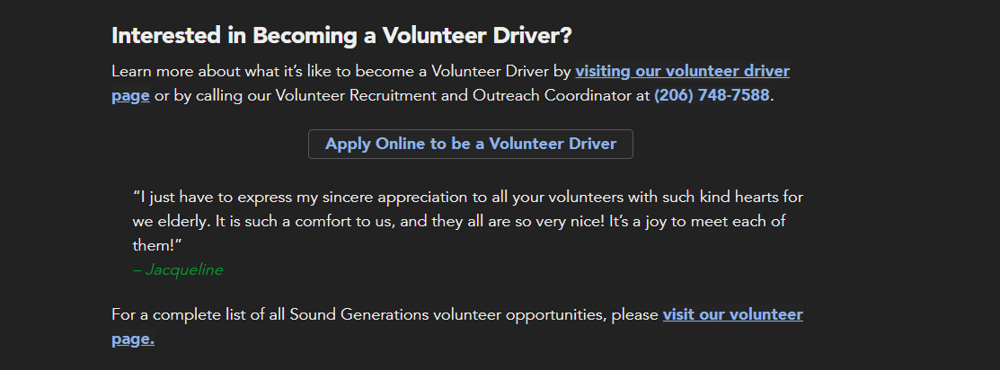 Interested in Becoming a Volunteer Driver?
Learn more about what it’s like to become a Volunteer Driver by visiting our volunteer driver
page or by calling our Volunteer Recruitment and Outreach Coordinator at (206) 748-7588.
Apply Online to be a Volunteer Driver
“I just have to express my sincere appreciation to all your volunteers with such kind hearts for
we elderly. It is such a comfort to us, and they all are so very nice! It’s a joy to meet each of
them!”
– Jacqueline
For a complete list of all Sound Generations volunteer opportunities, please visit our volunteer
page.